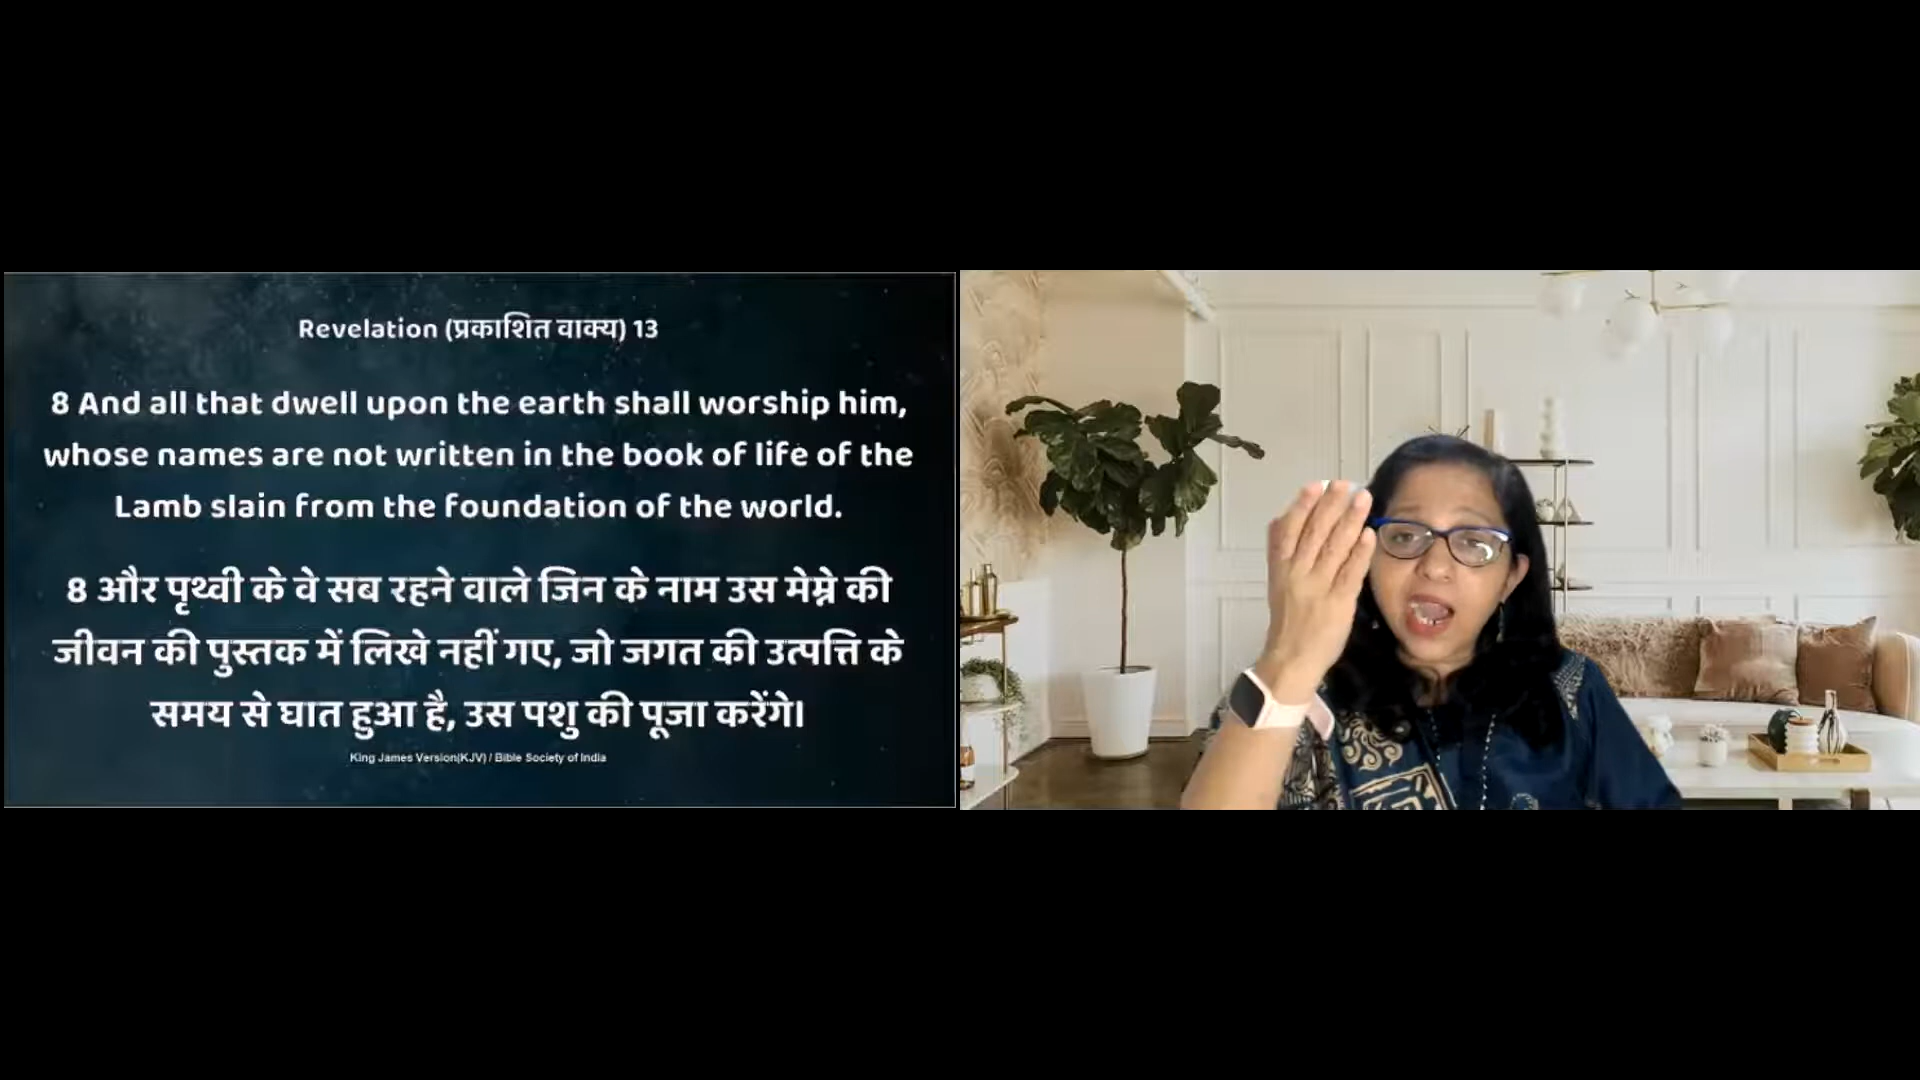 Revelation (प्रकाशित वाक्य) 13
8 And all that dwell upon the earth shall worship him,
whose names are not written in the book of life of the
Lamb slain from the foundation of the world.
8 और पृथ्वी के वे सब रहने वाले जिन के नाम उस मेम्ने की
जीवन की पुस्तक में लिखे नहीं गए, जो जगत की उत्पत्ति के
समय से घात हुआ है, उस पशु की पूजा करेंगे।
King James Version(KJV) / Bible Society of India